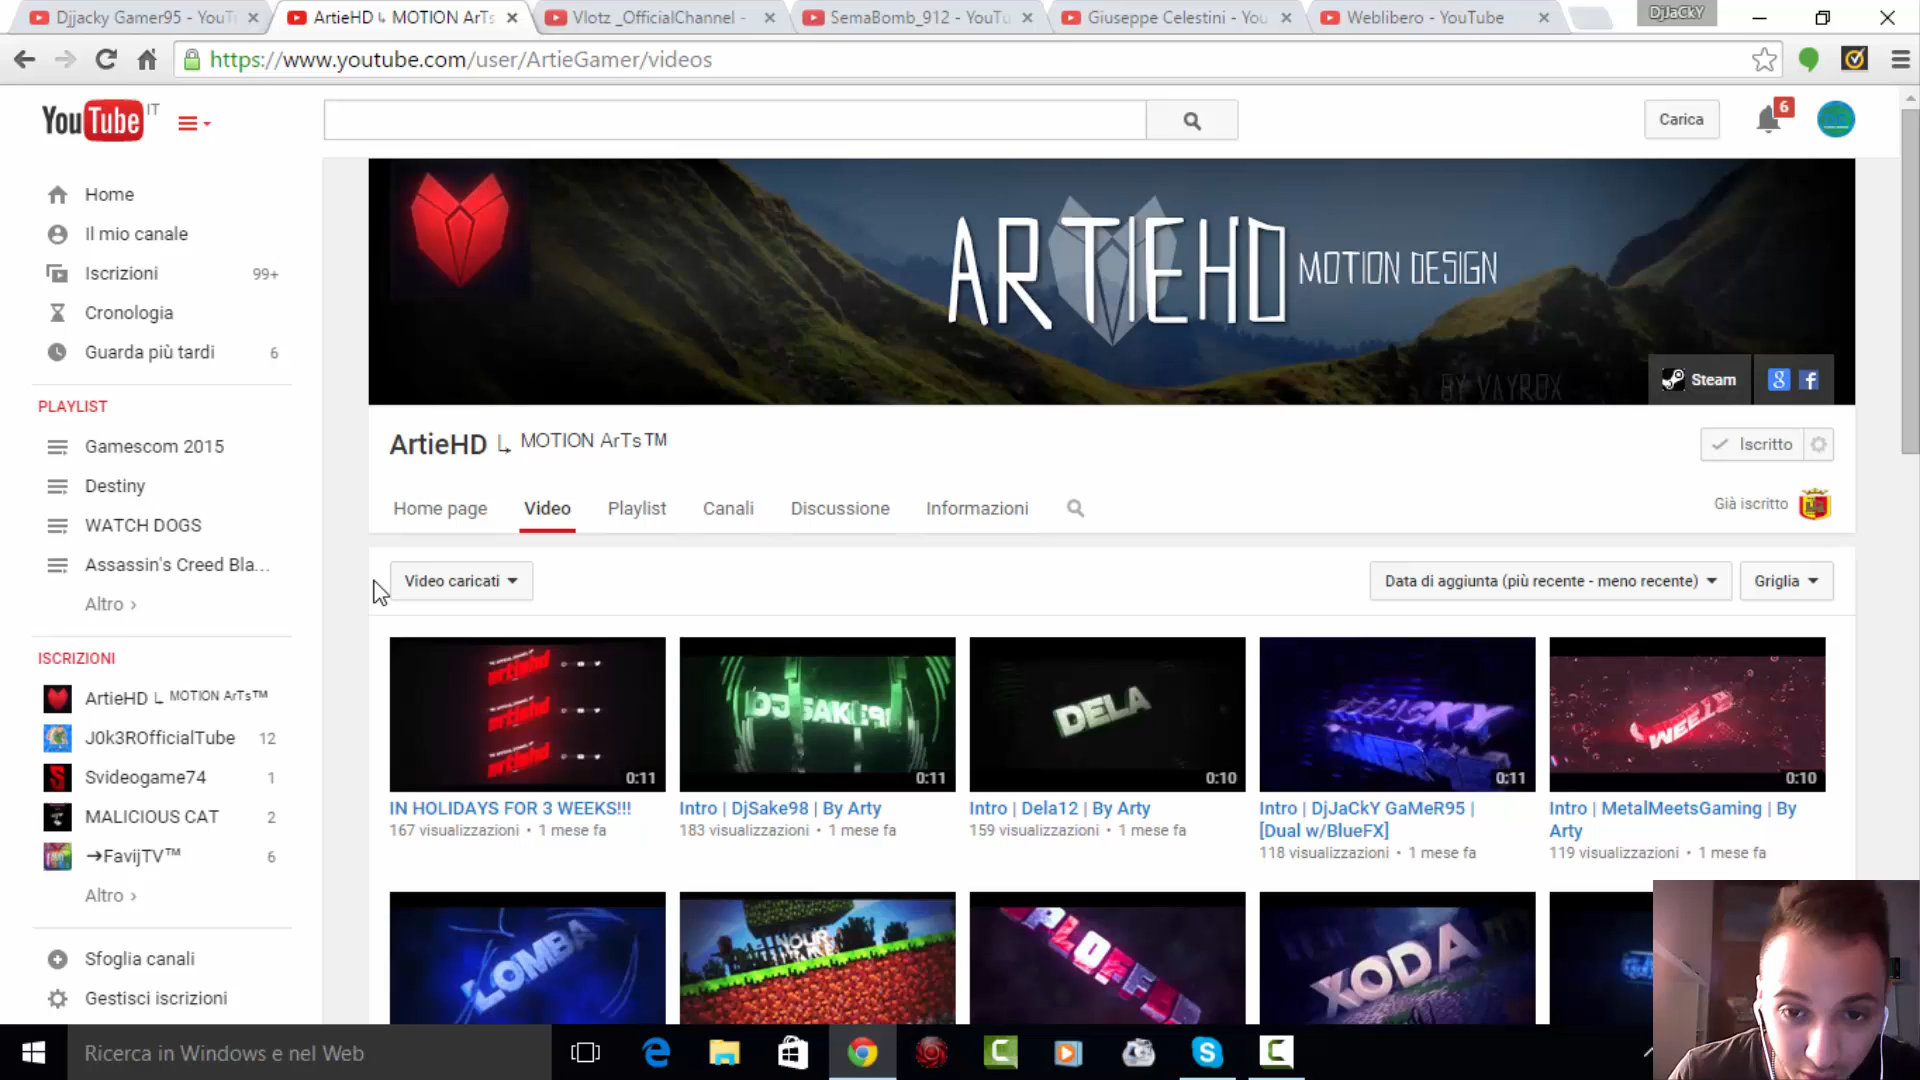 Djjacky Gamer95 - YouT
ArtieHD ↳ MOTION ArTs
Vlotz _OfficialChannel -
SemaBomb_912 - YouTu
Giuseppe Celestini - You
Weblibero - YouTube
DjJaCkY
https://www.youtube.com/user/ArtieGamer/videos
YouTube IT
Carica
6
Home
Il mio canale
Iscrizioni 99+
Cronologia
Guarda più tardi 6
PLAYLIST
Gamescom 2015
Destiny
WATCH DOGS
Assassin's Creed Bla...
Altro ›
ISCRIZIONI
ArtieHD ↳ MOTION ArTs™
J0k3ROfficialTube 12
Svideogame74 1
MALICIOUS CAT 2
→FavijTV™ 6
Altro ›
Sfoglia canali
Gestisci iscrizioni
ARTIEHD MOTION DESIGN
BY VAYROX
Steam
ArtieHD ↳ MOTION ArTs™
Iscritto
Home page Video Playlist Canali Discussione Informazioni
Già iscritto
Video caricati
Data di aggiunta (più recente - meno recente)
Griglia
artiehd
artiehd
artiehd
0:11
DJSAKE98
0:11
DELA
0:10
DJJACKY
0:11
WEETB
0:10
IN HOLIDAYS FOR 3 WEEKS!!!
167 visualizzazioni • 1 mese fa
Intro | DjSake98 | By Arty
183 visualizzazioni • 1 mese fa
Intro | Dela12 | By Arty
159 visualizzazioni • 1 mese fa
Intro | DjJaCkY GaMeR95 |
[Dual w/BlueFX]
118 visualizzazioni • 1 mese fa
Intro | MetalMeetsGaming | By
Arty
119 visualizzazioni • 1 mese fa
LOMBA
XODA
Ricerca in Windows e nel Web